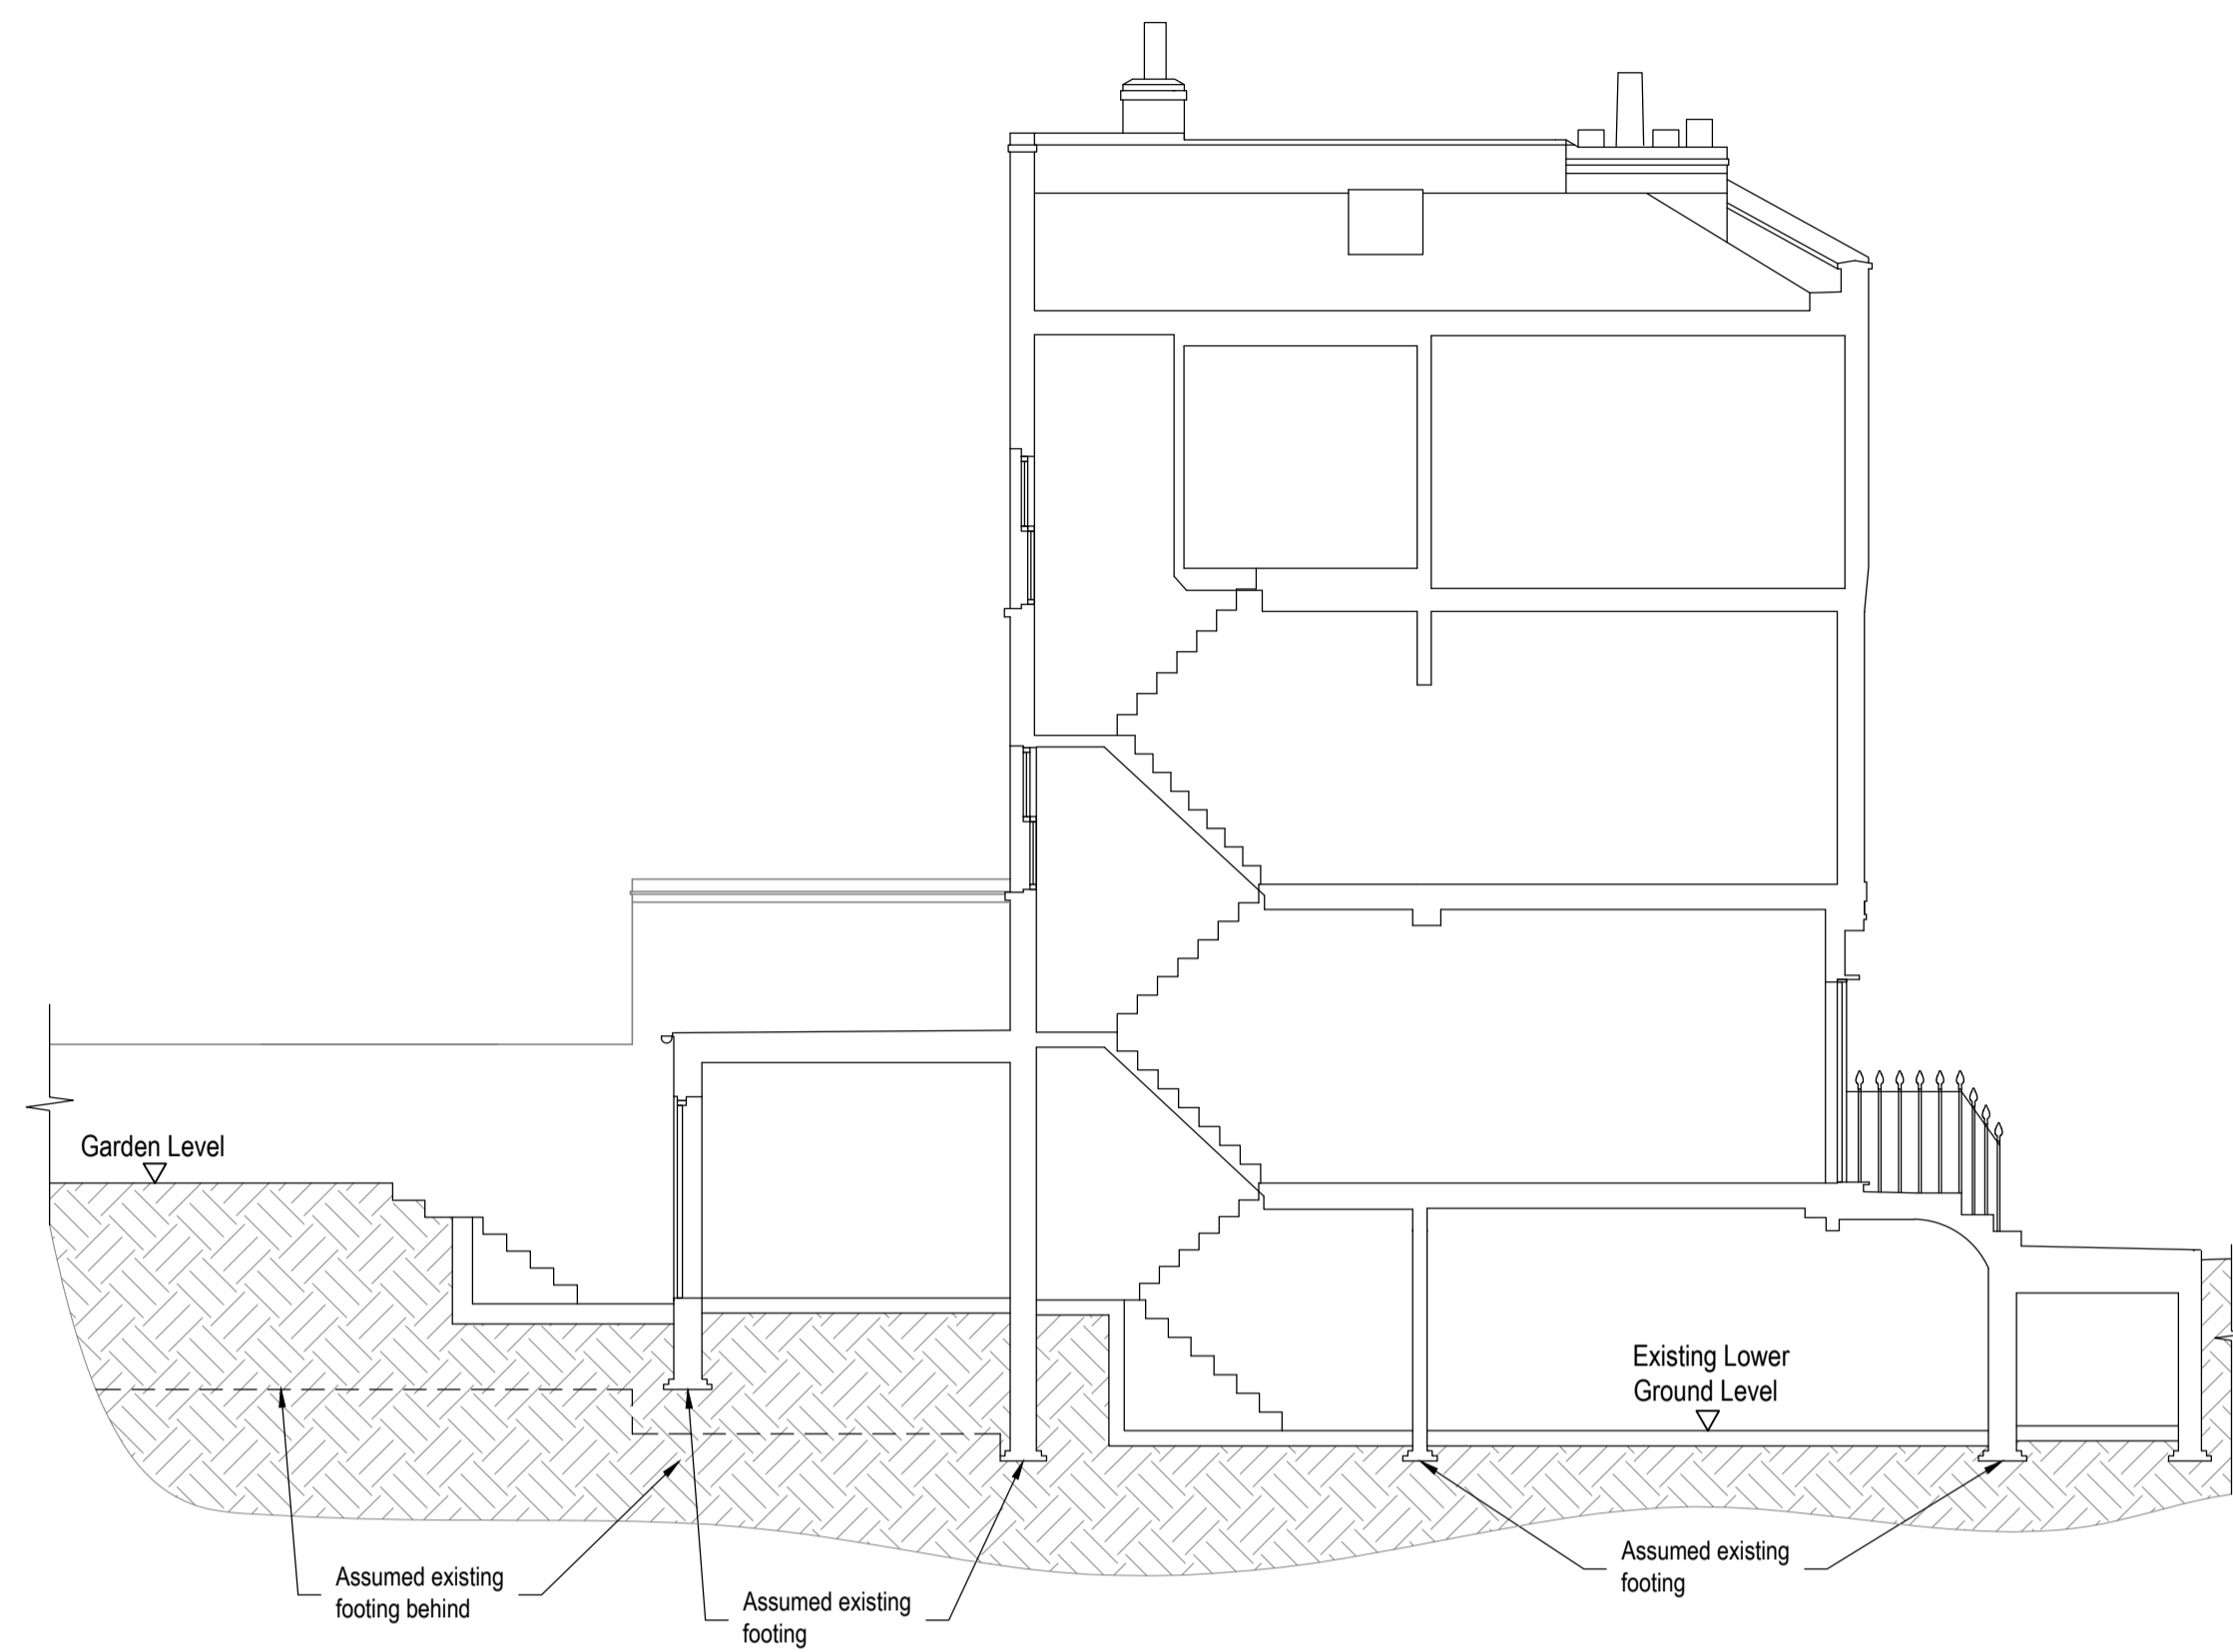 Garden Level
Existing Lower
Ground Level
Assumed existing
footing behind
Assumed existing
footing
Assumed existing
footing